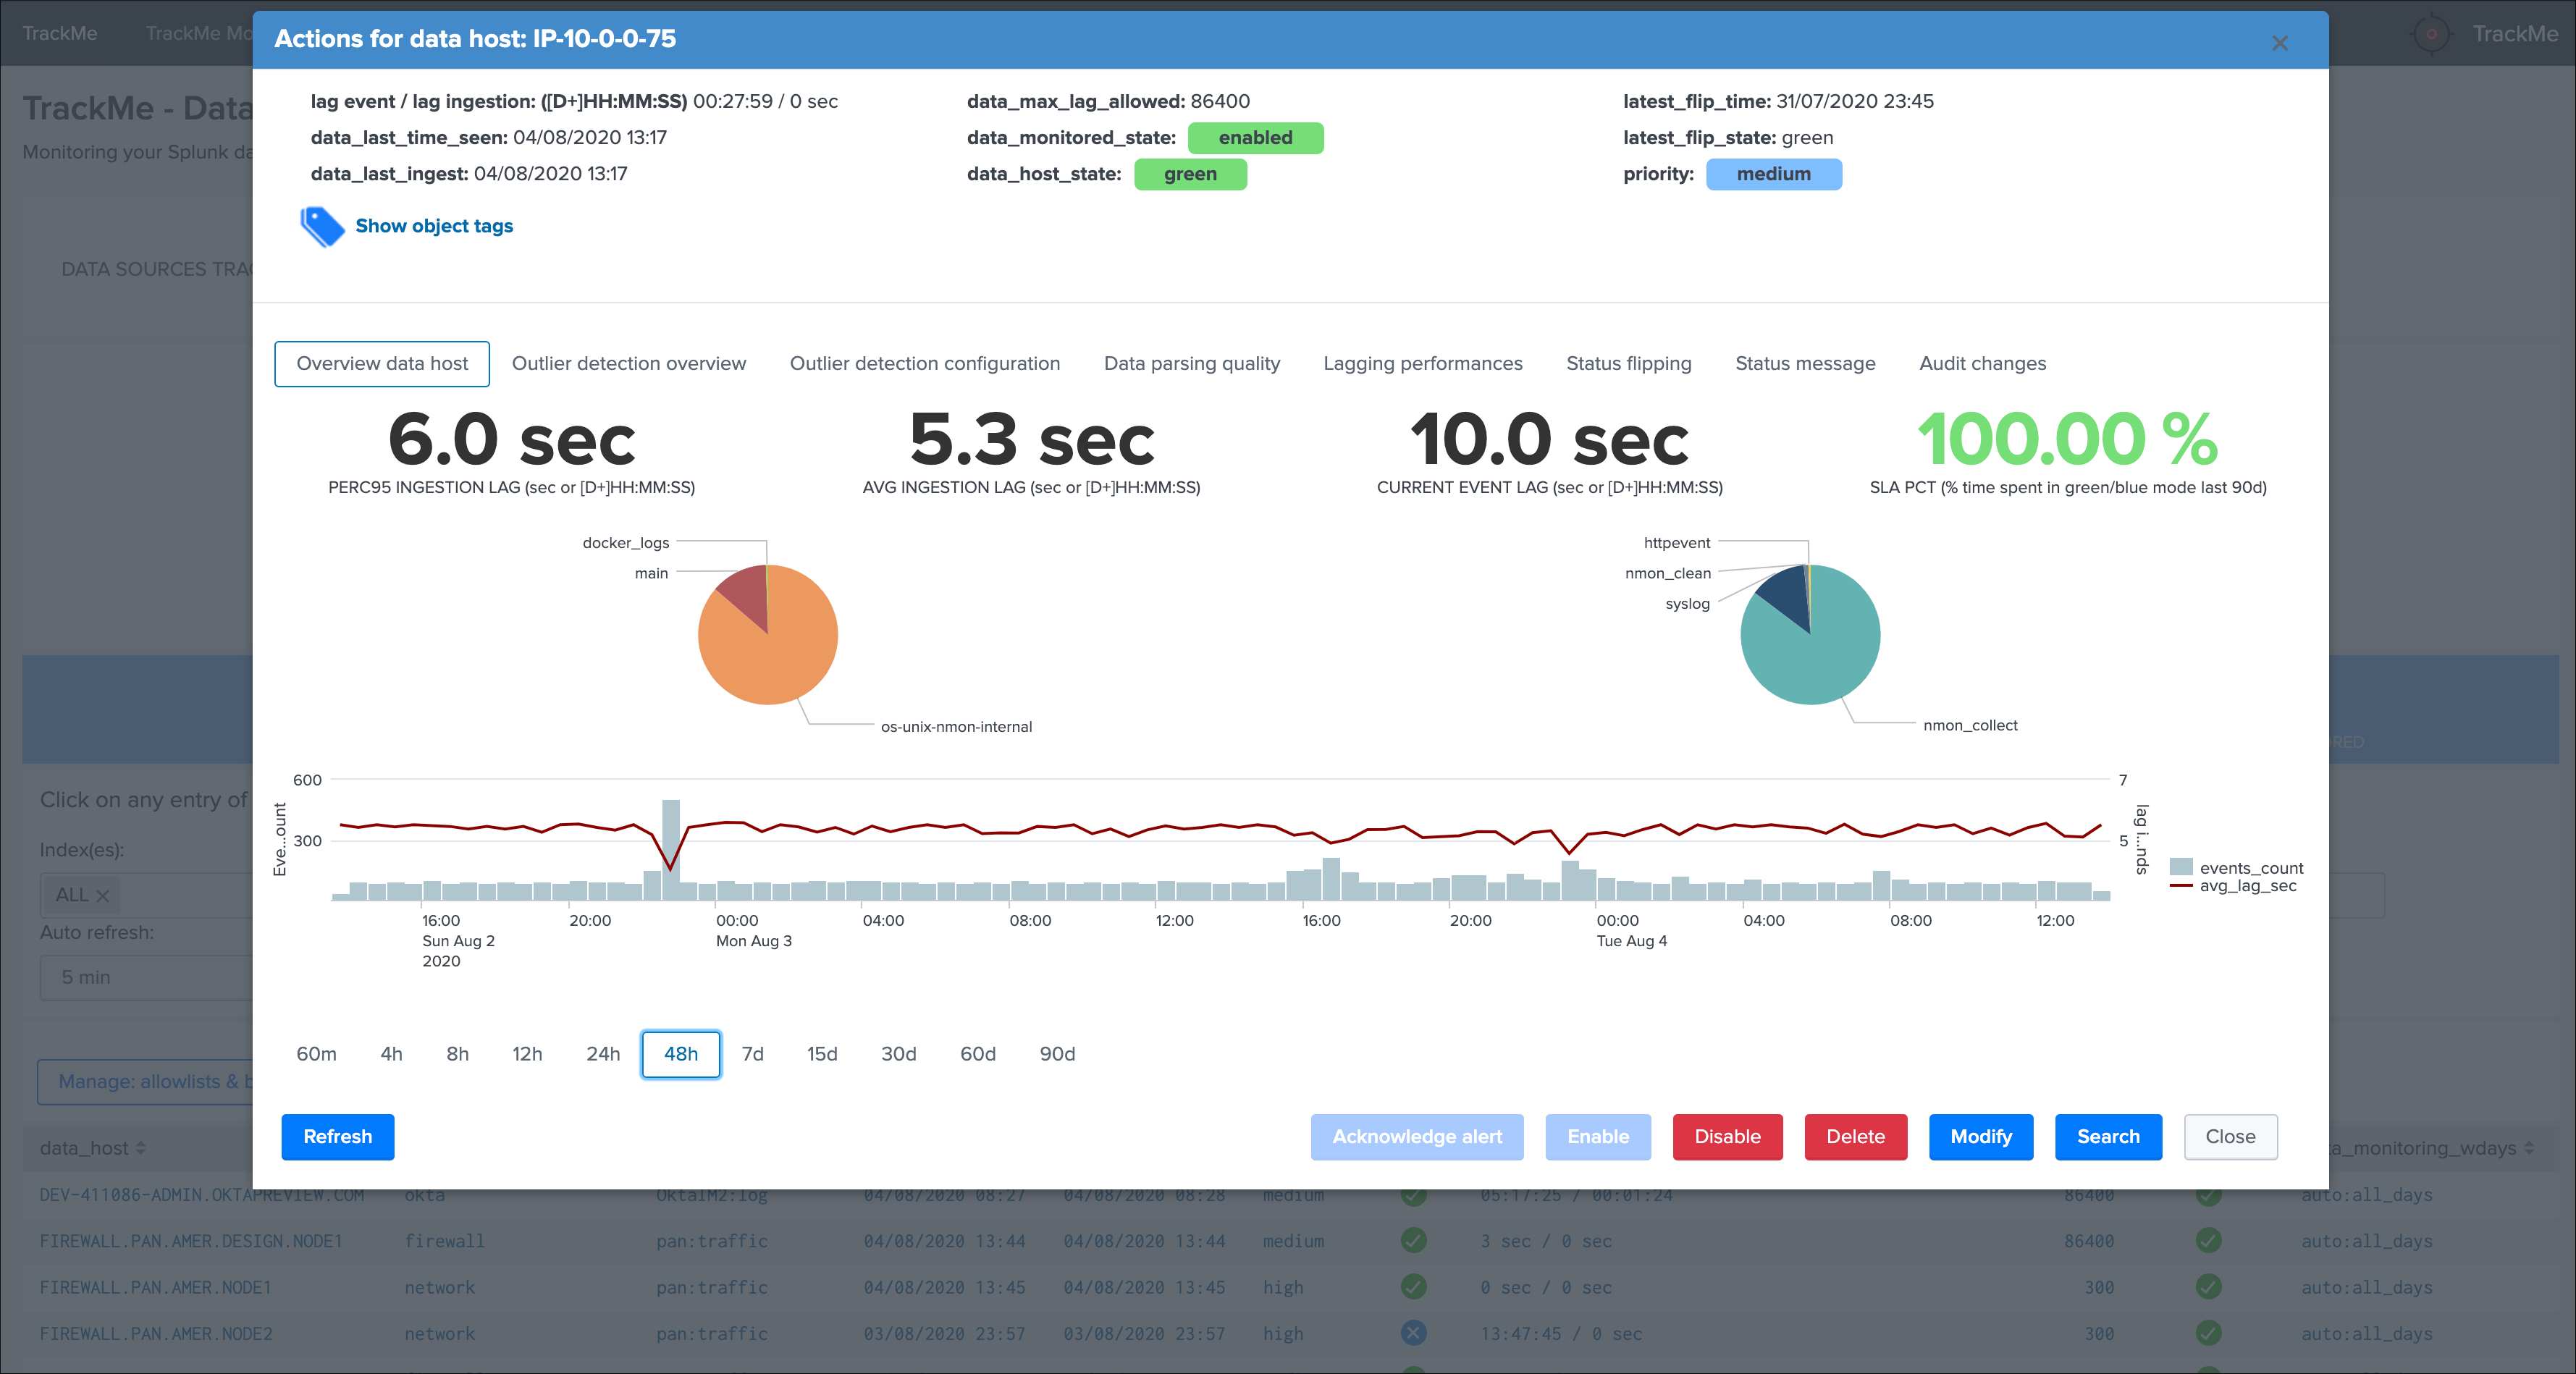 TrackMe
TrackMe Mo
TrackMe
TrackMe - Data
Monitoring your Splunk da
DATA SOURCES TRAC
Actions for data host: IP-10-0-0-75
lag event / lag ingestion: ([D+]HH:MM:SS) 00:27:59 / 0 sec
data_last_time_seen: 04/08/2020 13:17
data_last_ingest: 04/08/2020 13:17
data_max_lag_allowed: 86400
data_monitored_state: enabled
data_host_state: green
latest_flip_time: 31/07/2020 23:45
latest_flip_state: green
priority: medium
Show object tags
Overview data host
Outlier detection overview
Outlier detection configuration
Data parsing quality
Lagging performances
Status flipping
Status message
Audit changes
6.0 sec
PERC95 INGESTION LAG (sec or [D+]HH:MM:SS)
5.3 sec
AVG INGESTION LAG (sec or [D+]HH:MM:SS)
10.0 sec
CURRENT EVENT LAG (sec or [D+]HH:MM:SS)
100.00 %
SLA PCT (% time spent in green/blue mode last 90d)
docker_logs
main
os-unix-nmon-internal
httpevent
nmon_clean
syslog
nmon_collect
RED
Eve...ount
600
300
7
5
lag i...nds
events_count
avg_lag_sec
16:00
Sun Aug 2
2020
20:00
00:00
Mon Aug 3
04:00
08:00
12:00
16:00
20:00
00:00
Tue Aug 4
04:00
08:00
12:00
Click on any entry of
Index(es):
ALL
Auto refresh:
5 min
60m 4h 8h 12h 24h 48h 7d 15d 30d 60d 90d
Manage: allowlists & b
Refresh
Acknowledge alert
Enable
Disable
Delete
Modify
Search
Close
data_host
ta_monitoring_wdays
DEV-411086-ADMIN.OKTAPREVIEW.COM okta OktaIM2:log 04/08/2020 08:27 04/08/2020 08:28 medium 05:17:25 / 00:01:24 86400 auto:all_days
FIREWALL.PAN.AMER.DESIGN.NODE1 firewall pan:traffic 04/08/2020 13:44 04/08/2020 13:44 medium 3 sec / 0 sec 86400 auto:all_days
FIREWALL.PAN.AMER.NODE1 network pan:traffic 04/08/2020 13:45 04/08/2020 13:45 high 0 sec / 0 sec 300 auto:all_days
FIREWALL.PAN.AMER.NODE2 network pan:traffic 03/08/2020 23:57 03/08/2020 23:57 high 13:47:45 / 0 sec 300 auto:all_days